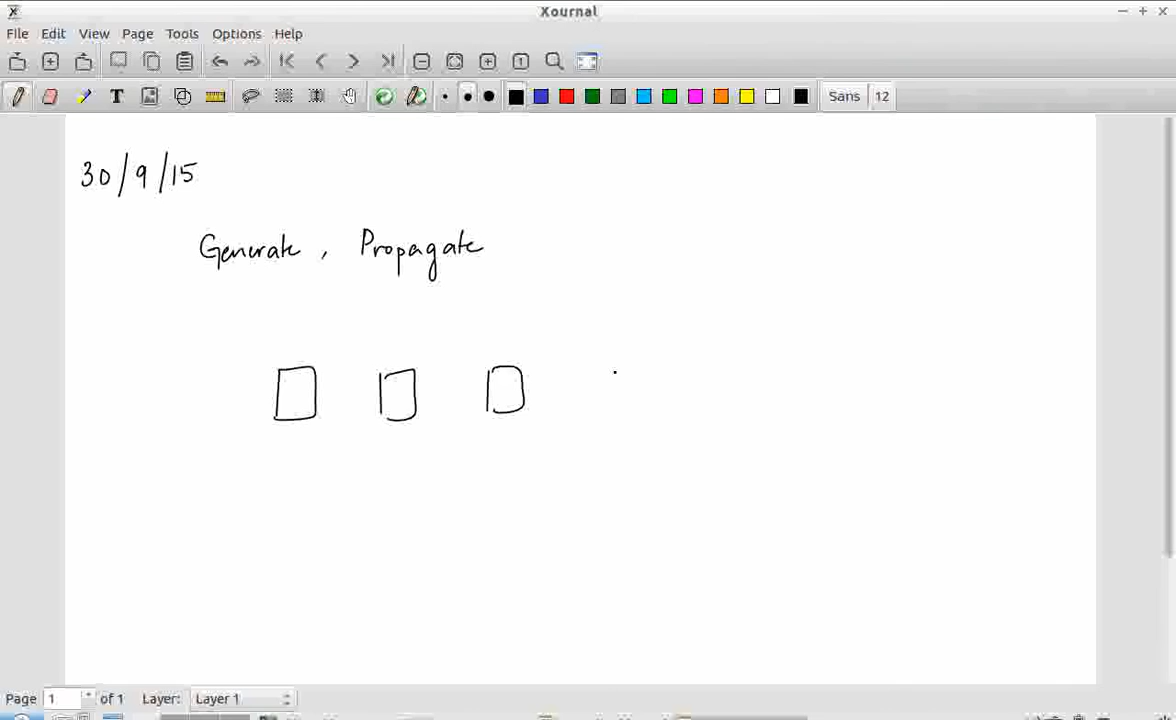 Xournal
File Edit View Page Tools Options Help
T Sans 12
30/9/15
Generate, Propagate
Page 1 of 1 Layer: Layer 1